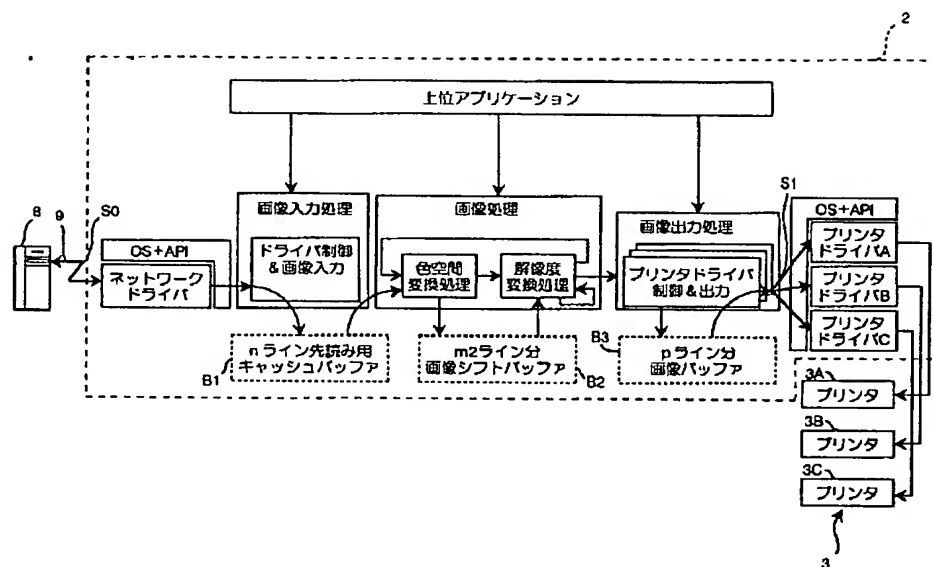 2
上位アプリケーション
8
9
S0
OS+API
ネットワーク
ドライバ
画像入力処理
ドライバ制御
&画像入力
画像処理
色空間
変換処理
解像度
変換処理
画像出力処理
プリンタドライバ
制御&出力
S1
OS+API
プリンタ
ドライバA
プリンタ
ドライバB
プリンタ
ドライバC
B1
nライン先読み用
キャッシュバッファ
m2ライン分
画像シフトバッファ
B2
B3
pライン分
画像バッファ
3A
プリンタ
3B
プリンタ
3C
プリンタ
3